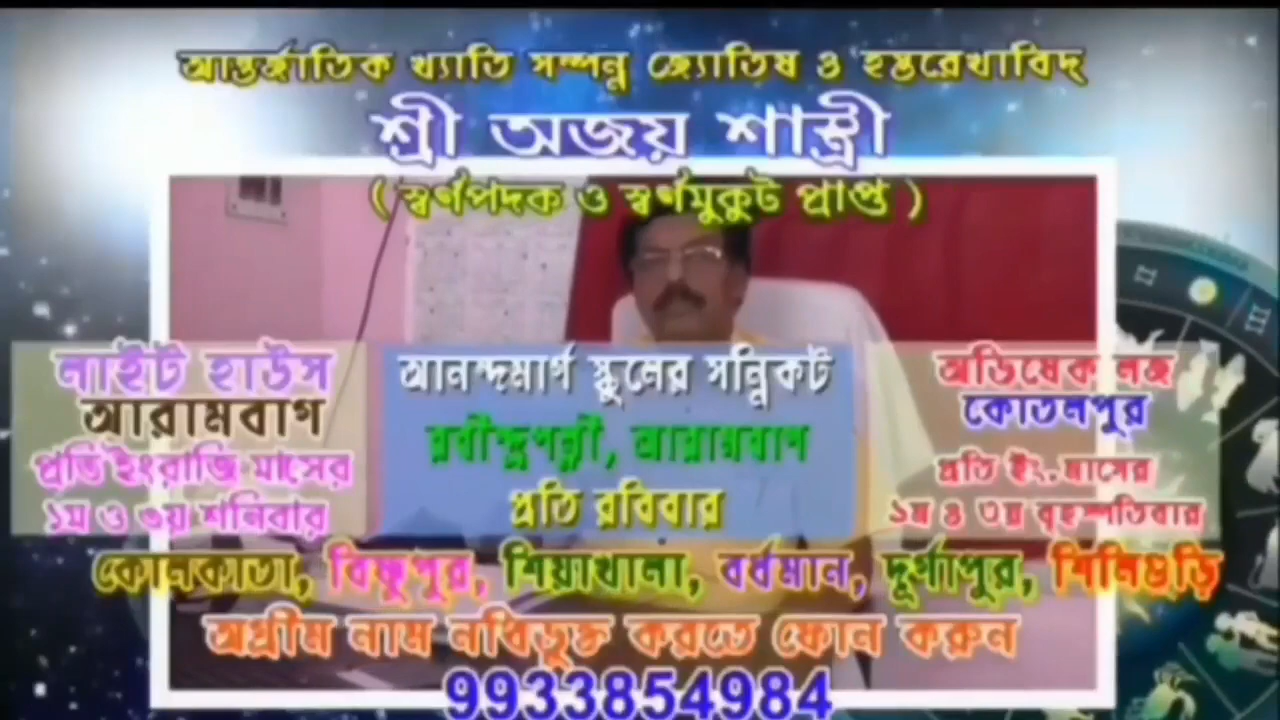 আন্তর্জাতিক খ্যাতি সম্পন্ন জ্যোতিষ ও হস্তরেখাবিদ্
শ্রী অজয় শাস্ত্রী
( স্বর্ণপদক ও স্বর্ণমুকুট প্রাপ্ত )
লাইট হাউস
আরামবাগ
প্রতি ইংরাজি মাসের
১ম ও ৩য় শনিবার
আনন্দমার্গ স্কুলের সন্নিকট
রবীন্দ্রপল্লী, আরামবাগ
প্রতি রবিবার
অভিষেক লজ
কোতলপুর
প্রতি ইং. মাসের
১ম ও ৩য় বৃহস্পতিবার
কোলকাতা, বিষ্ণুপুর, শিয়াখালা, বর্ধমান, দূর্গাপুর, শিলিগুড়ি
অগ্রীম নাম নথিভুক্ত করতে ফোন করুন
9933854984